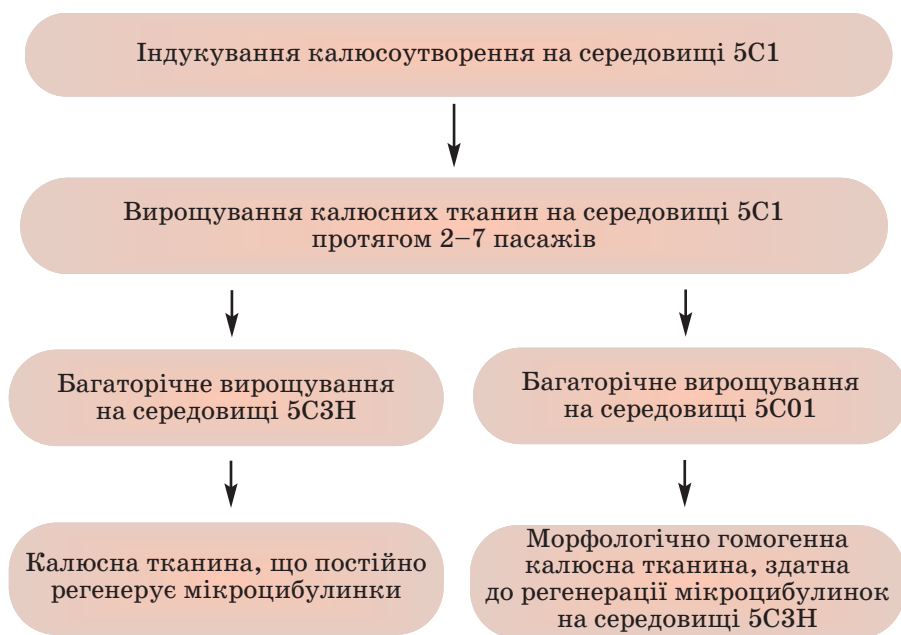 Індукування калюсоутворення на середовищі 5С1
Вирощування калюсних тканин на середовищі 5С1
протягом 2–7 пасажів
Багаторічне вирощування
на середовищі 5С3Н
Багаторічне вирощування
на середовищі 5С01
Калюсна тканина, що постійно
регенерує мікроцибулинки
Морфологічно гомогенна
калюсна тканина, здатна
до регенерації мікроцибулинок
на середовищі 5С3Н